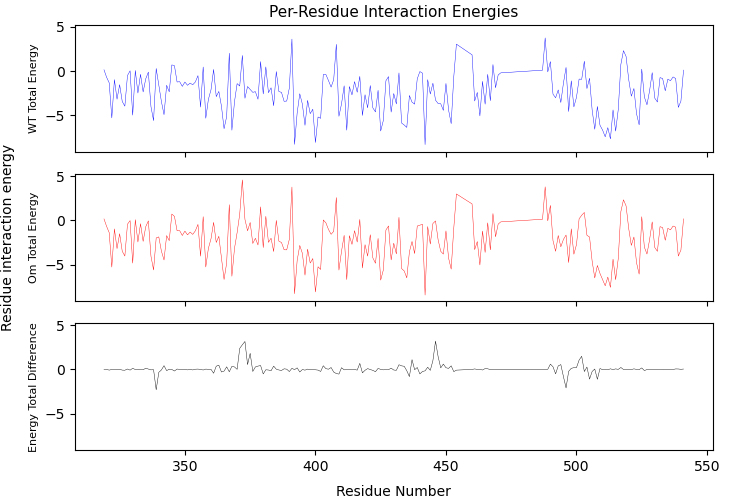 Per-Residue Interaction Energies
Residue interaction energy
WT Total Energy
5
0
−5
Om Total Energy
5
0
−5
Energy Total Difference
5
0
−5
350 400 450 500 550
Residue Number